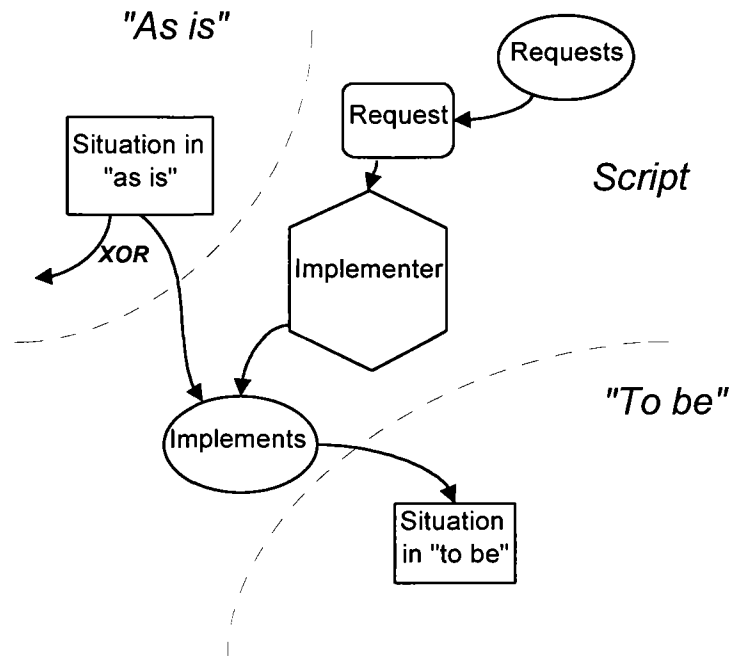 "As is"
Requests
Request
Situation in
"as is"
Script
XOR
Implementer
"To be"
Implements
Situation
in "to be"